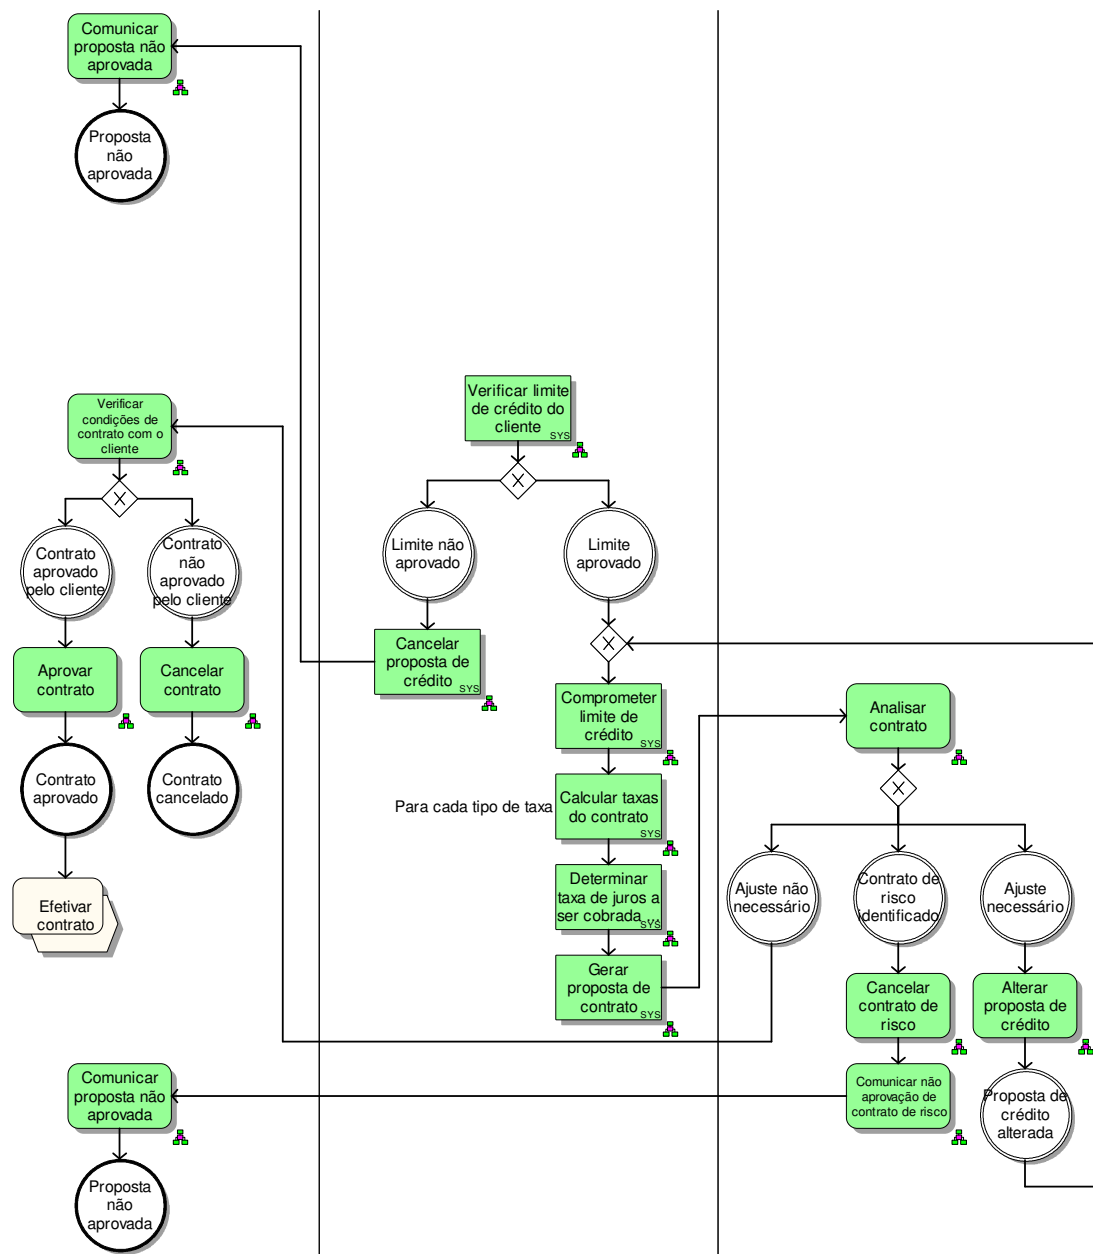 Comunicar
proposta não
aprovada
Proposta
não
aprovada
Verificar
condições de
contrato com o
cliente
X
Contrato
aprovado
pelo cliente
Contrato
não
aprovado
pelo cliente
Aprovar
contrato
Cancelar
contrato
Contrato
aprovado
Contrato
cancelado
Efetivar
contrato
Comunicar
proposta não
aprovada
Proposta
não
aprovada
Verificar limite
de crédito do
cliente
SYS
X
Limite não
aprovado
Limite
aprovado
Cancelar
proposta de
crédito
SYS
X
Comprometer
limite de
crédito
SYS
Para cada tipo de taxa
Calcular taxas
do contrato
SYS
Determinar
taxa de juros a
ser cobrada ...
SYS
Gerar
proposta de
contrato
SYS
Analisar
contrato
X
Ajuste não
necessário
Contrato de
risco
identificado
Ajuste
necessário
Cancelar
contrato de
risco
Alterar
proposta de
crédito
Comunicar não
aprovação de
contrato de risco
Proposta de
crédito
alterada